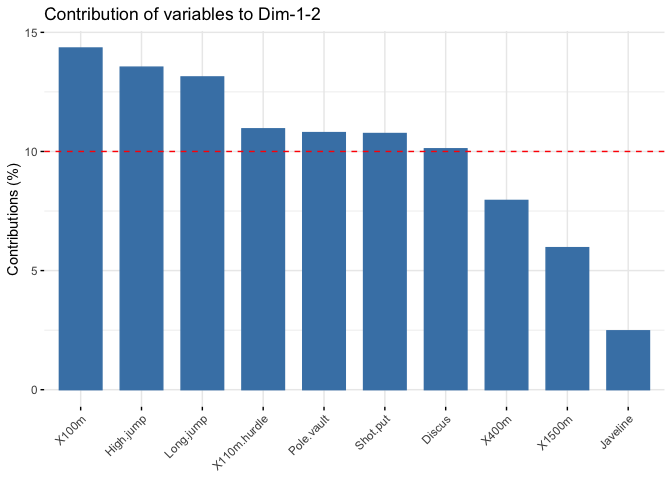 Contribution of variables to Dim-1-2
Contributions (%)
15
10
5
0
X100m
High.jump
Long.jump
X110m.hurdle
Pole.vault
Shot.put
Discus
X400m
X1500m
Javeline